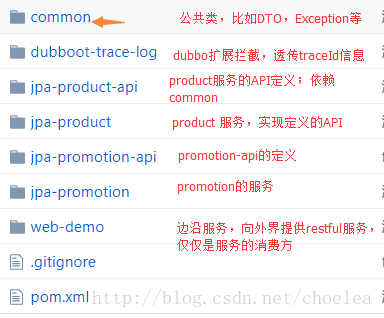 common 公共类，比如DTO，Exception等
dubboot-trace-log dubbo扩展拦截，透传traceId信息
jpa-product-api product服务的API定义；依赖
common
jpa-product product 服务，实现定义的API
jpa-promotion-api promotion-api的定义
jpa-promotion promotion的服务
web-demo 边沿服务，向外界提供restful服务，
仅仅是服务的消费方
.gitignore
pom.xml http://blog.csdn.net/choelea